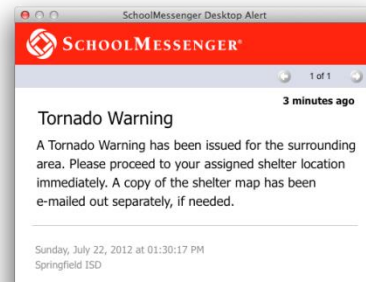 SchoolMessenger Desktop Alert
SCHOOLMESSENGER®
1 of 1
3 minutes ago
Tornado Warning
A Tornado Warning has been issued for the surrounding
area. Please proceed to your assigned shelter location
immediately. A copy of the shelter map has been
e-mailed out separately, if needed.
Sunday, July 22, 2012 at 01:30:17 PM
Springfield ISD